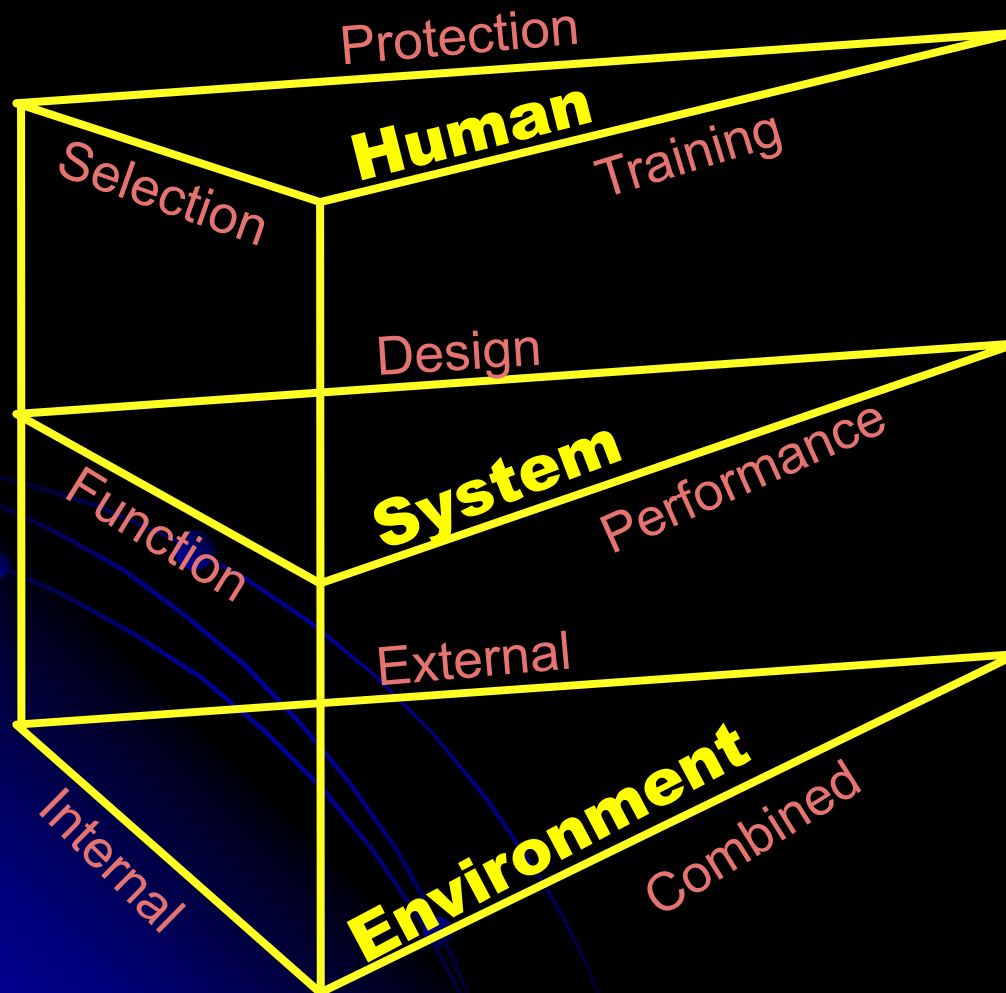 Protection
Human
Selection
Training
Design
System
Function
Performance
External
Environment
Internal
Combined